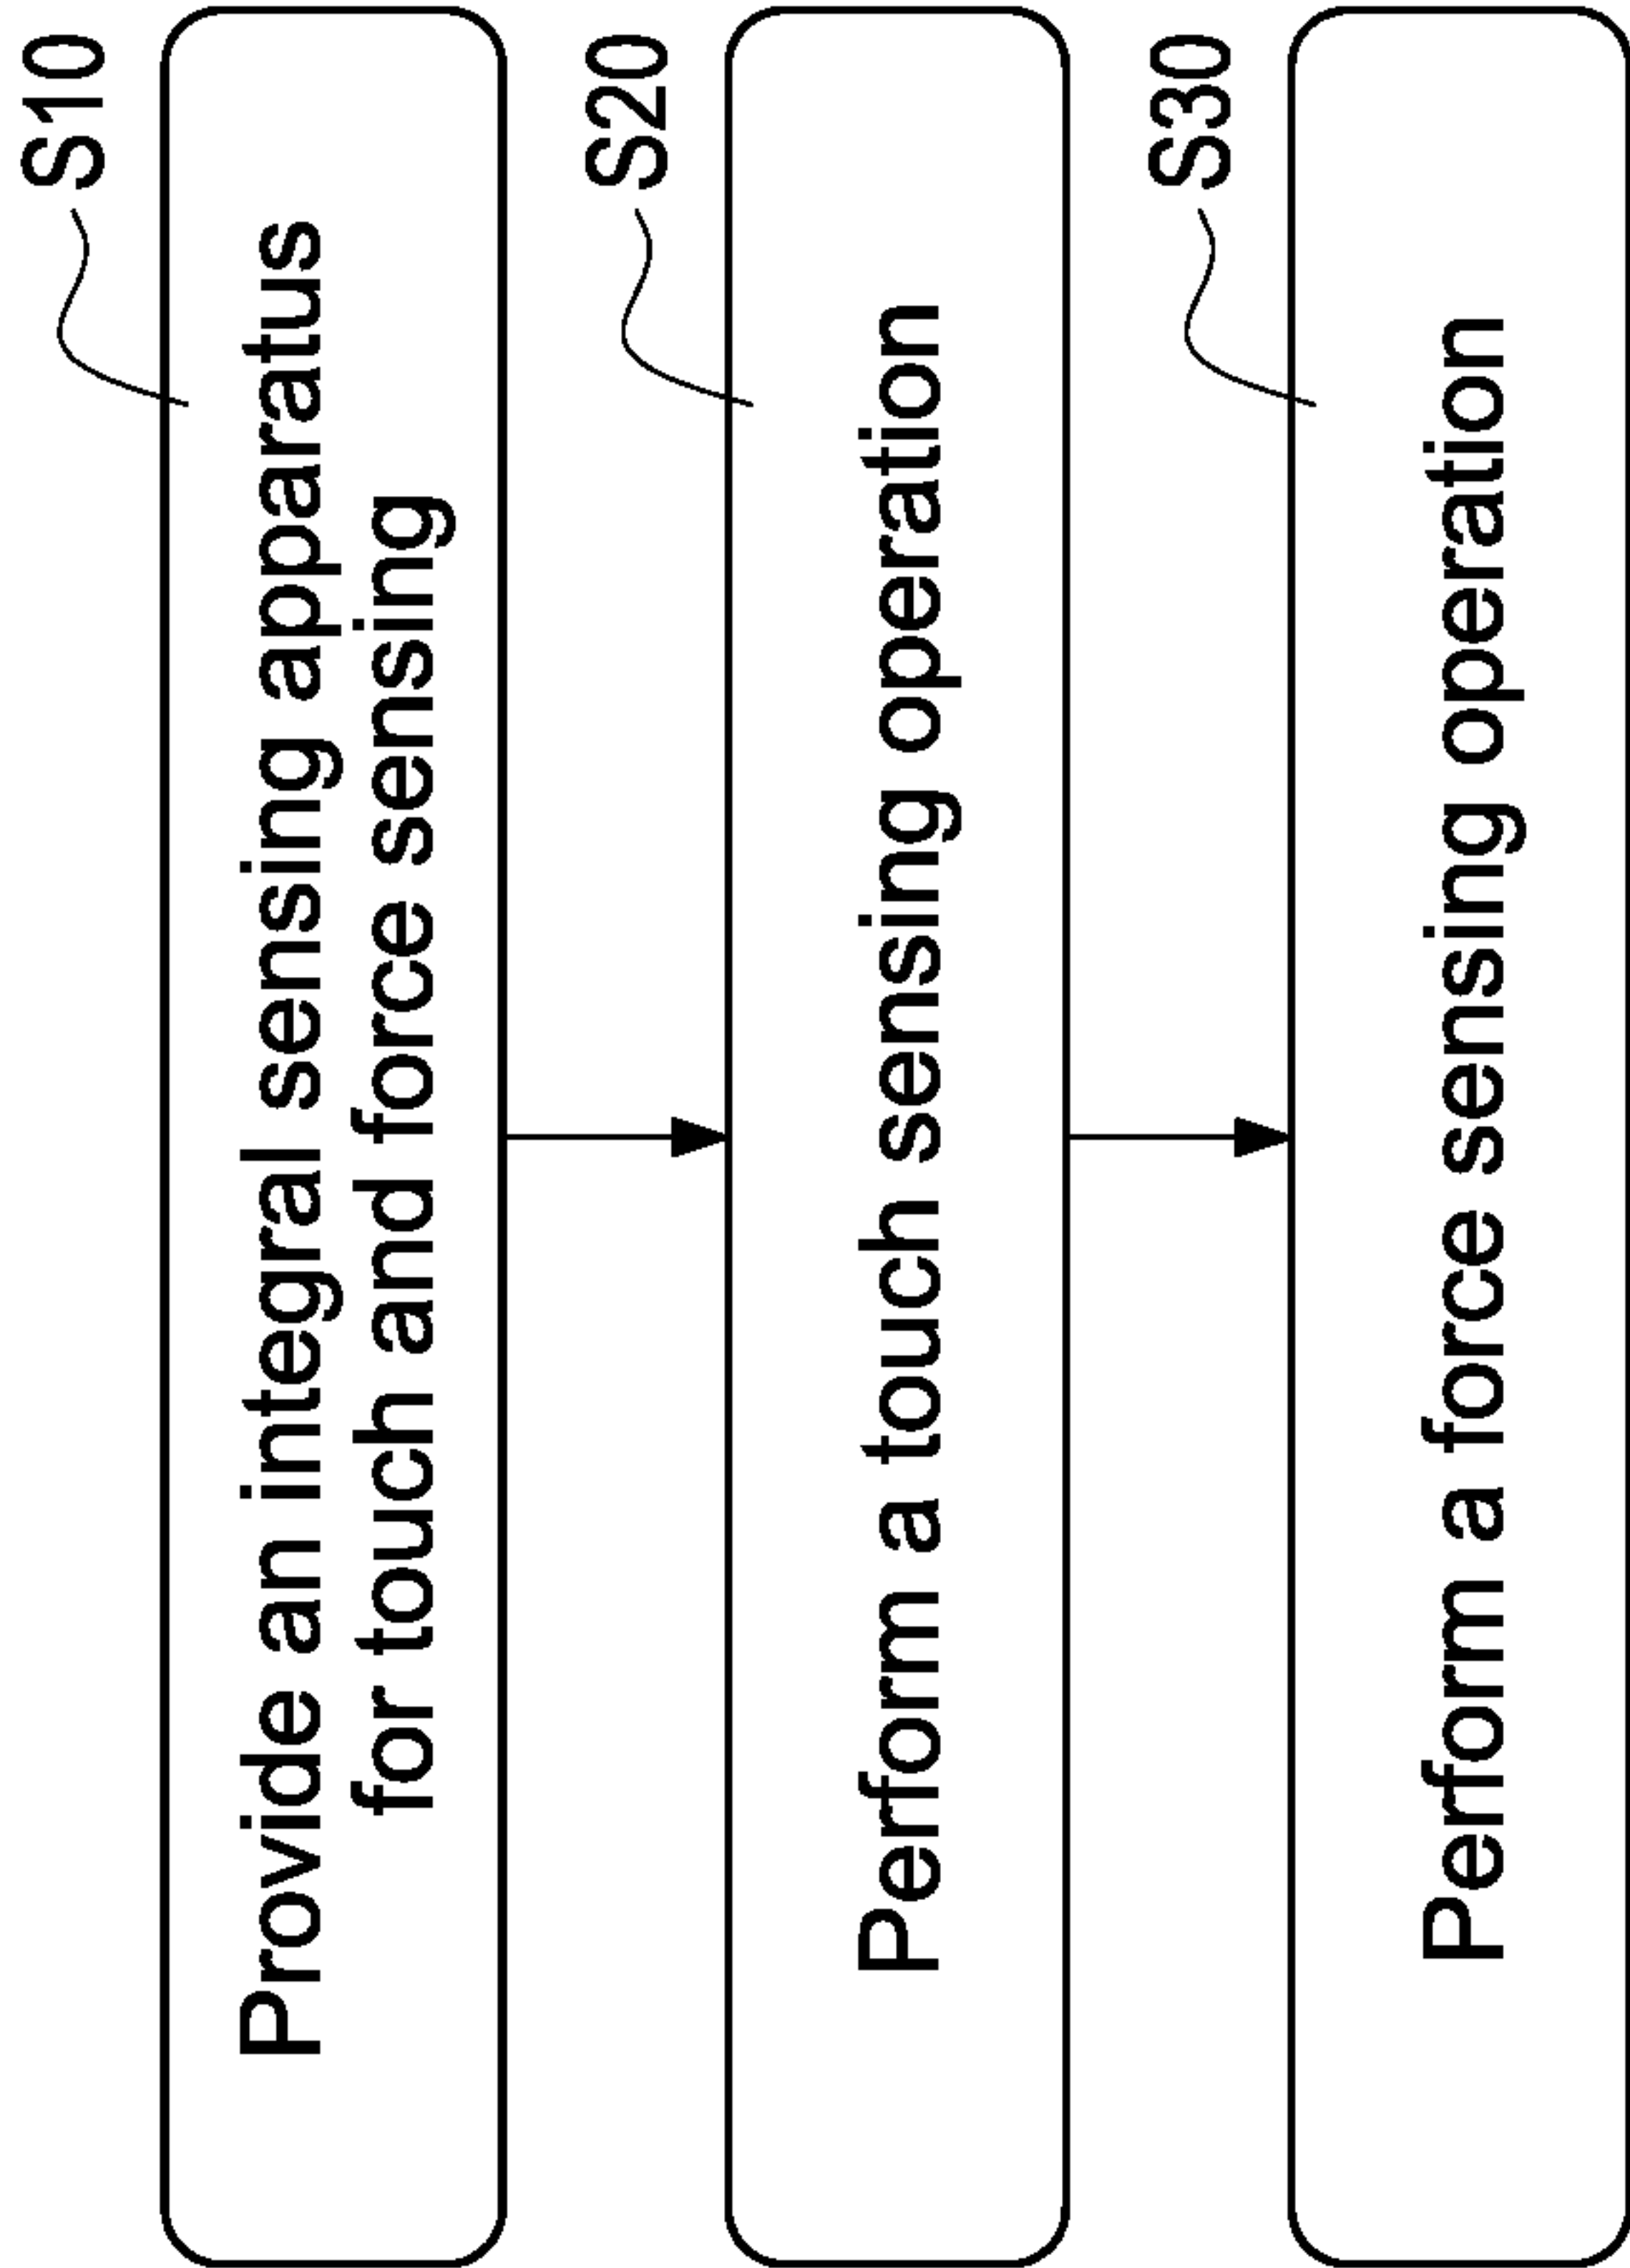 S10
Provide an integral sensing apparatus
for touch and force sensing
S20
Perform a touch sensing operation
S30
Perform a force sensing operation